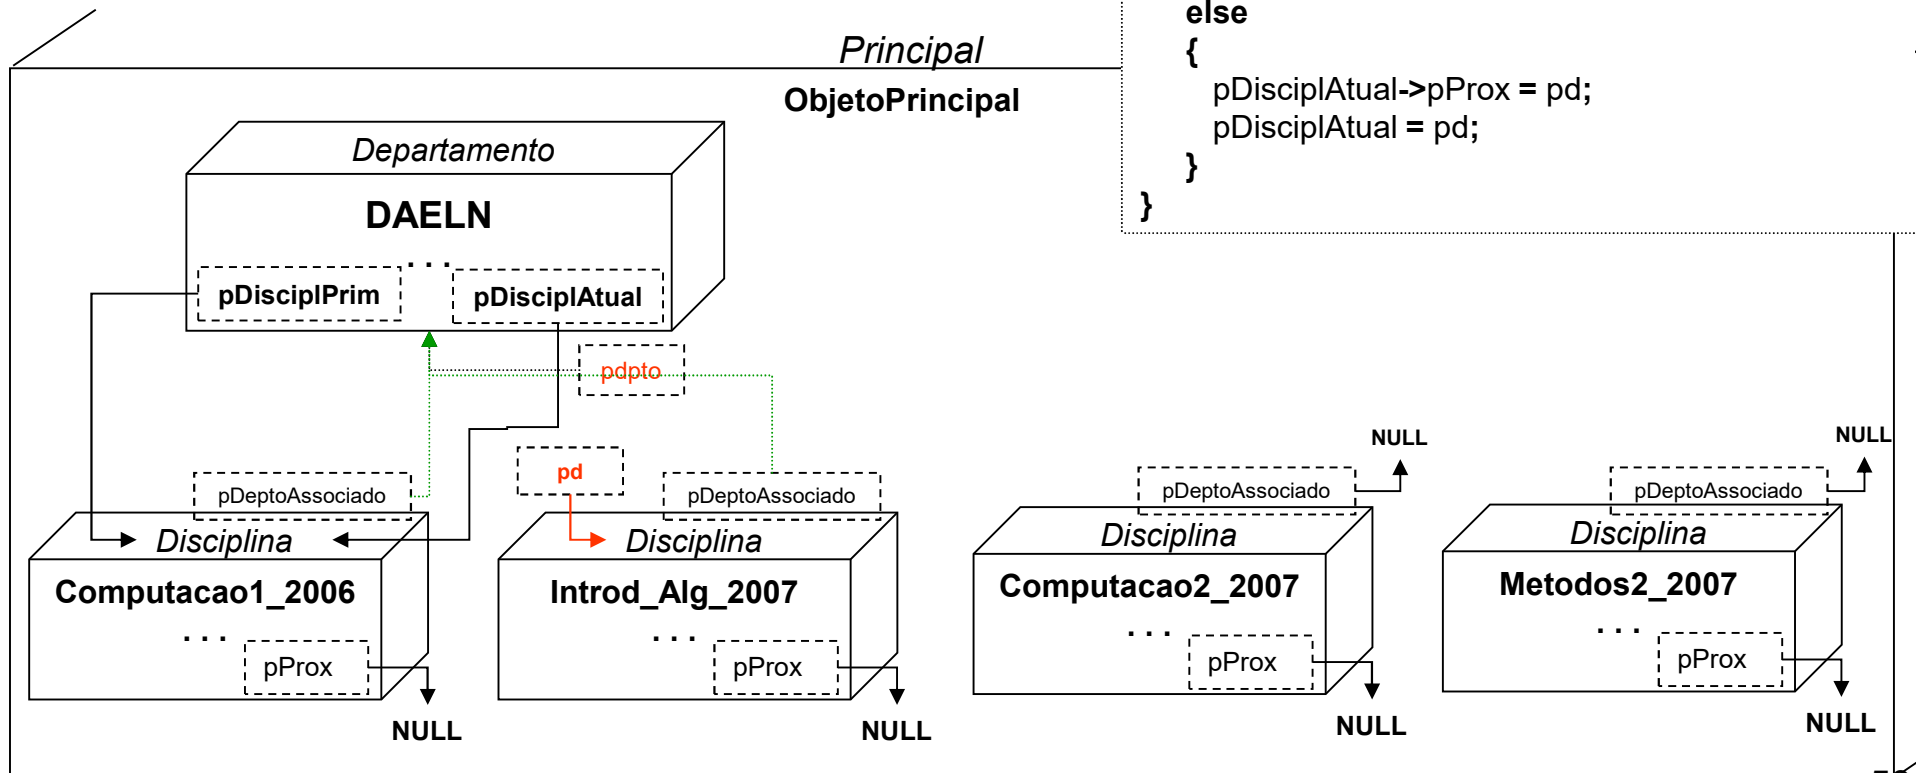 else
{
pDisciplAtual->pProx = pd;
pDisciplAtual = pd;
}
}
Principal
ObjetoPrincipal
Departamento
DAELN
. . .
pDisciplPrim
pDisciplAtual
pdpto
pd
NULL
NULL
pDeptoAssociado
pDeptoAssociado
pDeptoAssociado
pDeptoAssociado
Disciplina
Disciplina
Disciplina
Disciplina
Computacao1_2006
Introd_Alg_2007
Computacao2_2007
Metodos2_2007
. . .
. . .
. . .
. . .
pProx
pProx
pProx
pProx
NULL
NULL
NULL
NULL